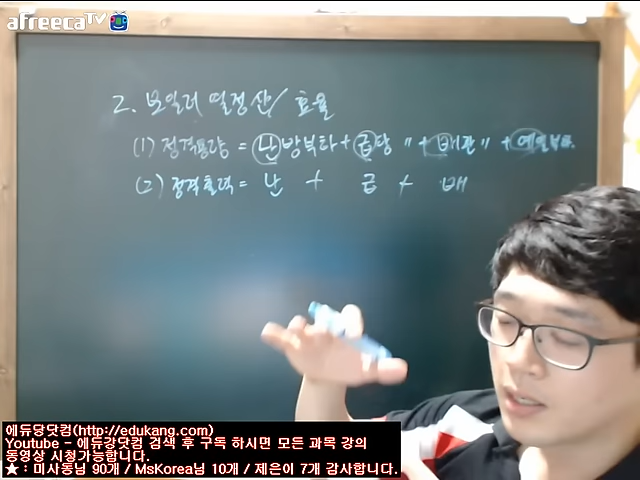 afreecaTV
2. 보일러 열정산 / 효율
(1) 정격용량 = 난방부하 + 급탕 〃 + 배관 〃 + 예열부하.
(2) 정격출력 = 난 + 급 + 배
에듀강닷컴(http://edukang.com)
Youtube - 에듀강닷컴 검색 후 구독 하시면 모든 과목 강의
동영상 시청가능합니다.
★ : 미사동님 90개 / MsKorea님 10개 / 제은이 7개 감사합니다.